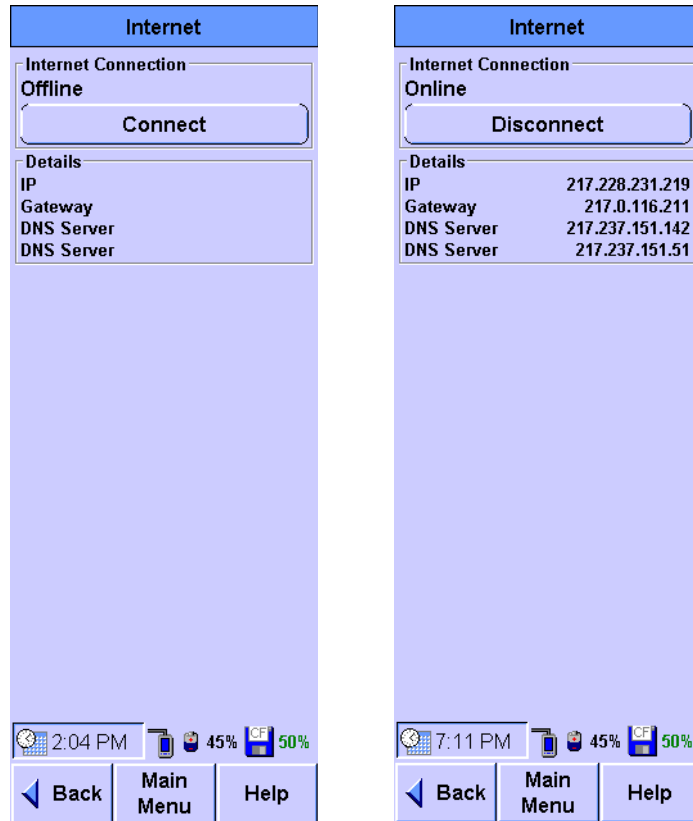 Internet
Internet Connection
Offline
Connect
Details
IP
Gateway
DNS Server
DNS Server
2:04 PM 45% CF 50%
Back Main Menu Help
Internet
Internet Connection
Online
Disconnect
Details
IP 217.228.231.219
Gateway 217.0.116.211
DNS Server 217.237.151.142
DNS Server 217.237.151.51
7:11 PM 45% CF 50%
Back Main Menu Help